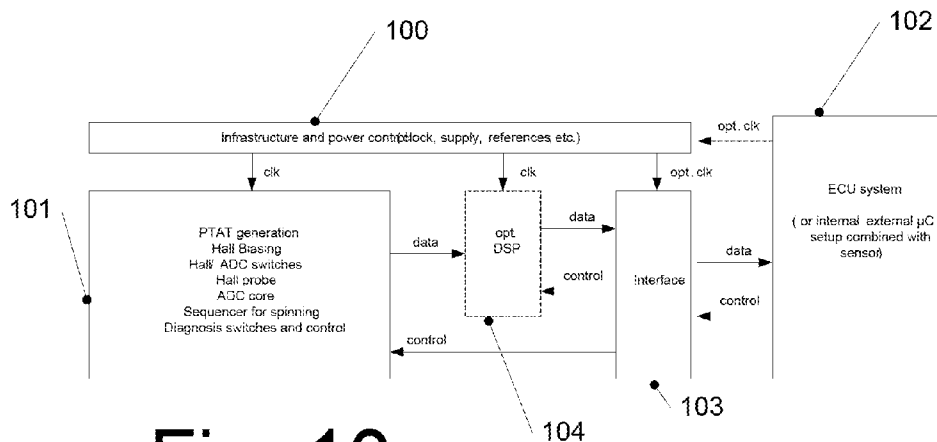 100
102
Infrastructure and power control(clock, supply, references etc.)
opt. clk
clk
clk
opt. clk
101
PTAT generation
Hall Biasing
Hall/ ADC switches
Hall probe
ADC core
Sequencer for spinning
Diagnosis switches and control
data
opt.
DSP
data
control
Interface
data
control
ECU system
( or internal external µC
setup combined with
sensor)
control
104
103